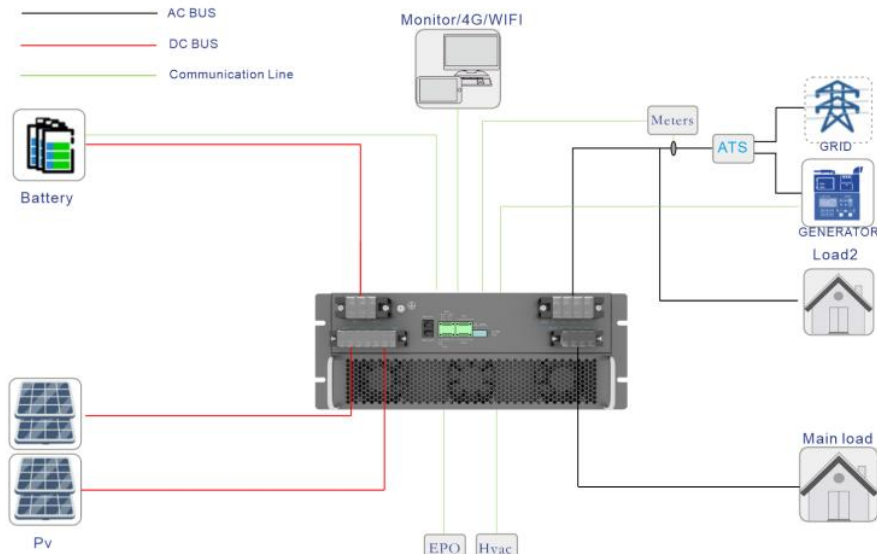 AC BUS
DC BUS
Communication Line
Monitor/4G/WIFI
Meters
ATS
GRID
Battery
GENERATOR
Load2
Main load
Pv
EPO
Hvac